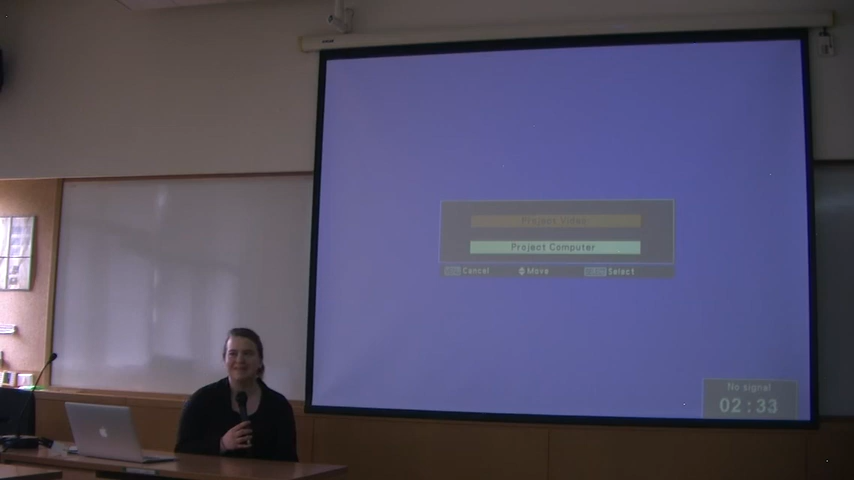 Project Video
Project Computer
Cancel
Move
Select
No signal
02:33